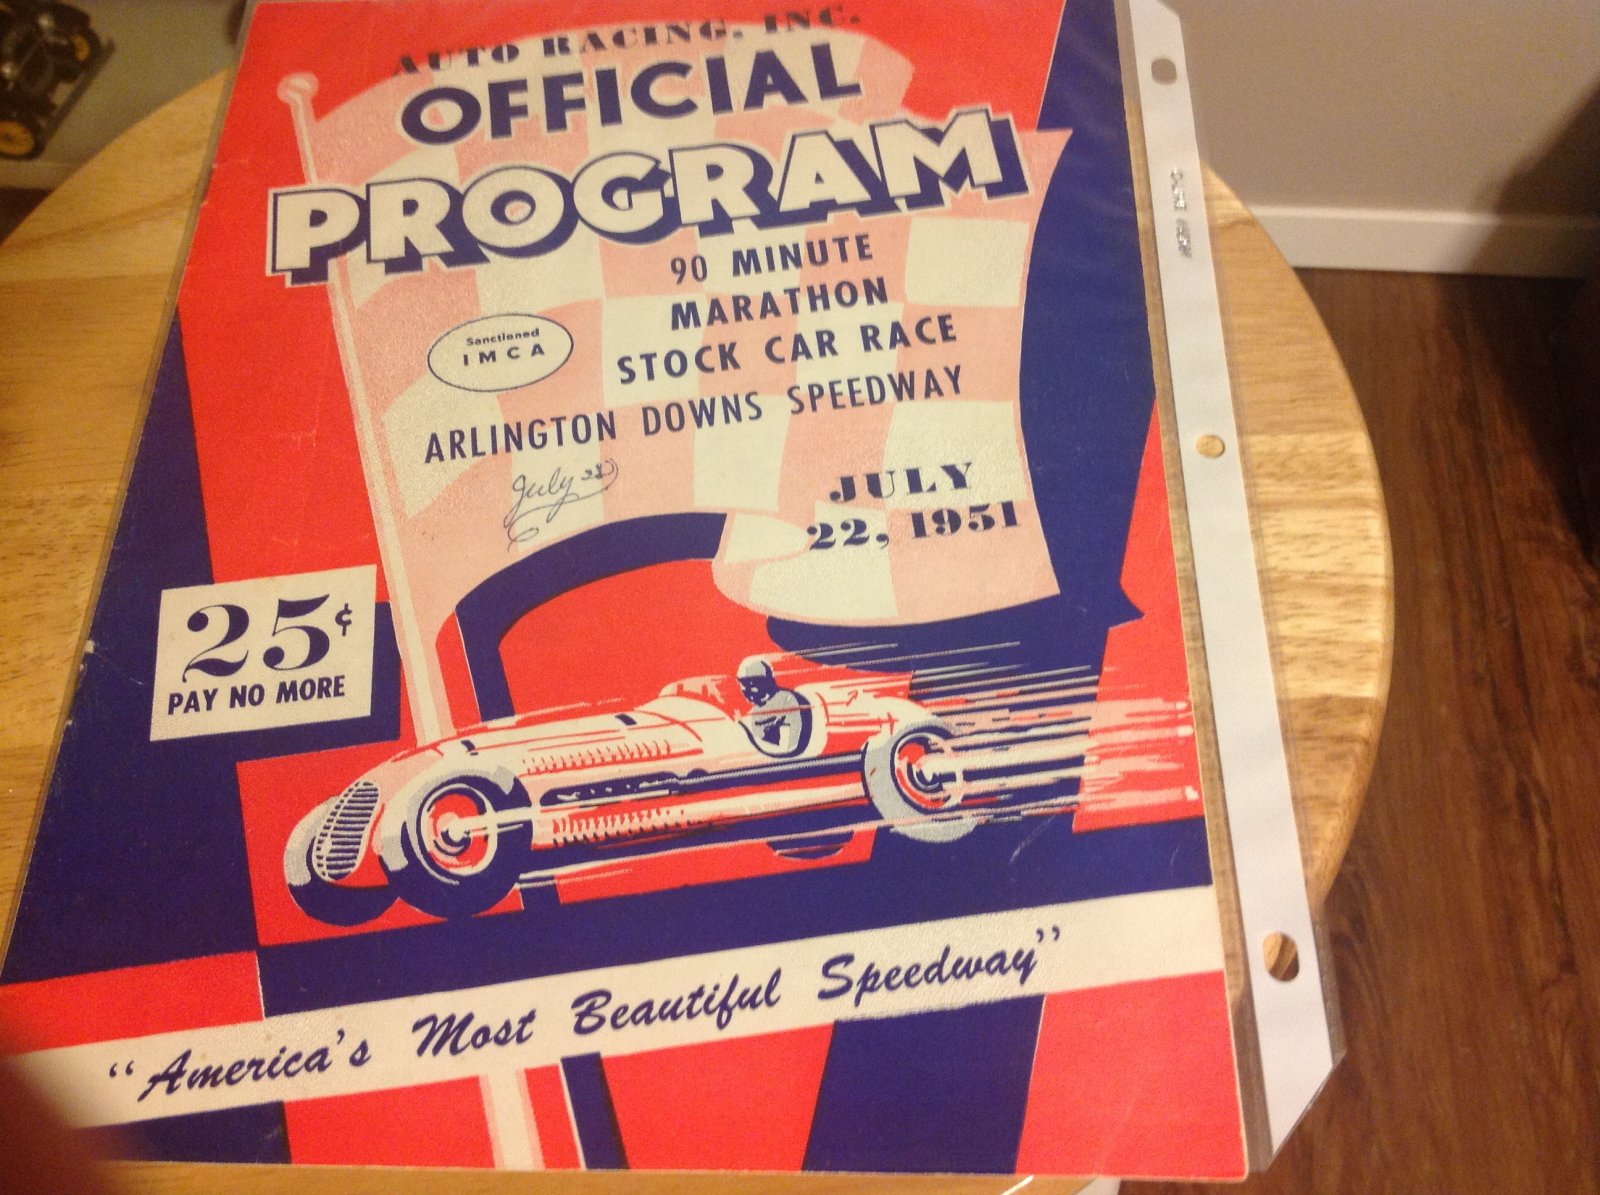 AUTO RACING, INC.
OFFICIAL
PROGRAM
90 MINUTE
MARATHON
STOCK CAR RACE
Sanctioned
IMCA
ARLINGTON DOWNS SPEEDWAY
July
JULY
22, 1951
25¢
PAY NO MORE
"America's Most Beautiful Speedway"